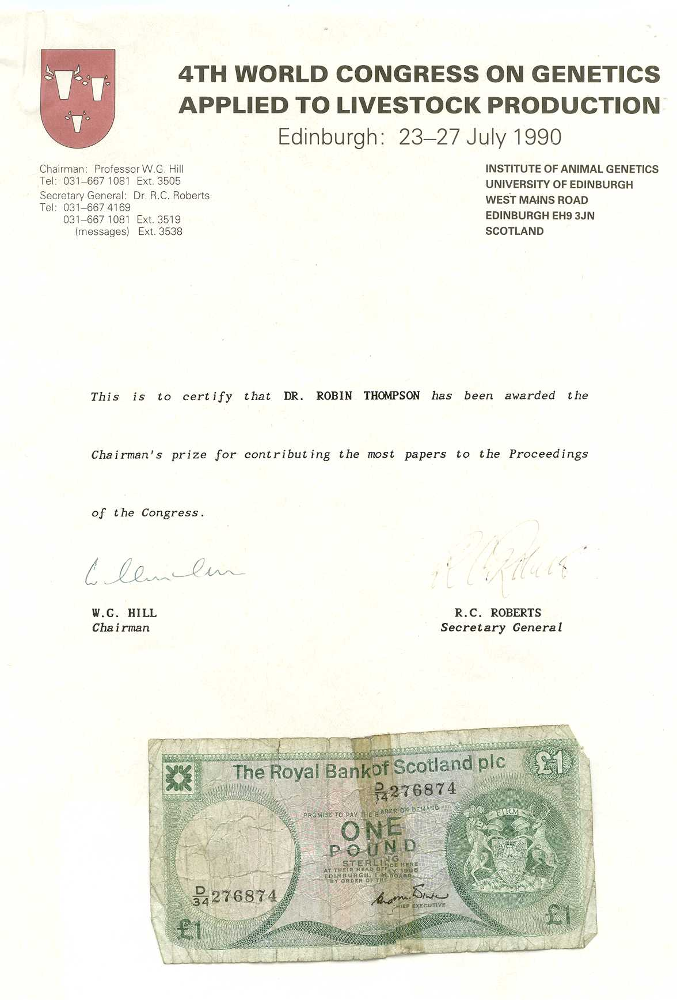 4TH WORLD CONGRESS ON GENETICS
APPLIED TO LIVESTOCK PRODUCTION
Edinburgh: 23–27 July 1990
Chairman: Professor W.G. Hill
Tel: 031–667 1081 Ext. 3505
Secretary General: Dr. R.C. Roberts
Tel: 031–667 4169
031–667 1081 Ext. 3519
(messages) Ext. 3538
INSTITUTE OF ANIMAL GENETICS
UNIVERSITY OF EDINBURGH
WEST MAINS ROAD
EDINBURGH EH9 3JN
SCOTLAND
This is to certify that DR. ROBIN THOMPSON has been awarded the
Chairman's prize for contributing the most papers to the Proceedings
of the Congress.
R C Roberts
W.G. HILL
Chairman
R.C. ROBERTS
Secretary General
£1
The Royal Bank of Scotland plc
D/34 276874
PROMISE TO PAY THE BEARER ON DEMAND
ONE
POUND
STERLING
AT THEIR HEAD OFFICE HERE
EDINBURGH, 1 MAY 1986
BY ORDER OF THE BOARD
FIRM
D/34 276874
CHIEF EXECUTIVE
£1
£1